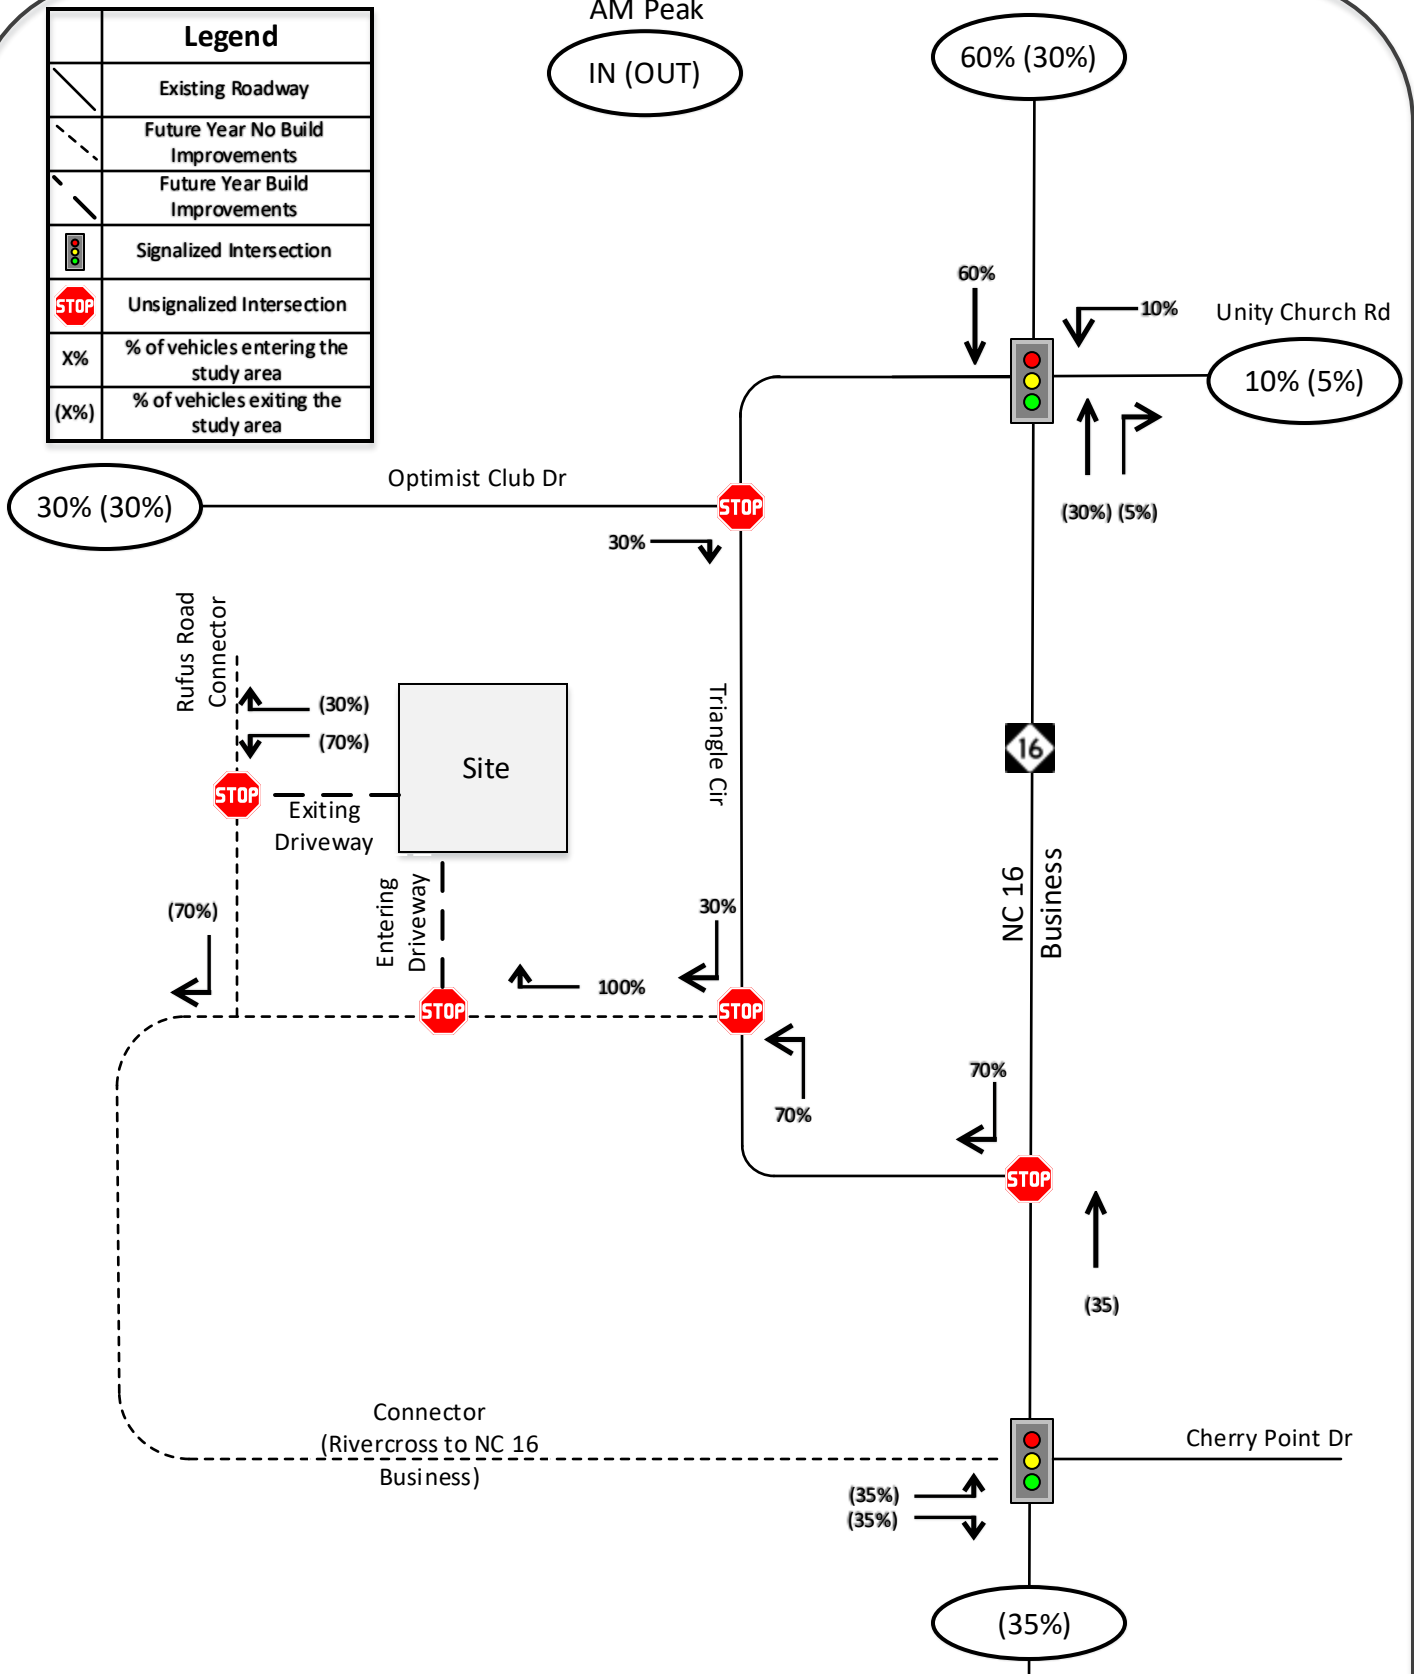 AM Peak
IN (OUT)
60% (30%)
Legend
Existing Roadway
Future Year No Build
Improvements
Future Year Build
Improvements
Signalized Intersection
STOP
Unsignalized Intersection
X%
% of vehicles entering the
study area
(X%)
% of vehicles exiting the
study area
60%
10%
Unity Church Rd
10% (5%)
(30%) (5%)
Optimist Club Dr
30% (30%)
STOP
30%
Rufus Road
Connector
(30%)
(70%)
Site
STOP
Exiting
Driveway
Triangle Cir
16
NC 16
Business
(70%)
Entering
Driveway
30%
100%
STOP
STOP
70%
70%
STOP
(35)
Connector
(Rivercross to NC 16
Business)
Cherry Point Dr
(35%)
(35%)
(35%)